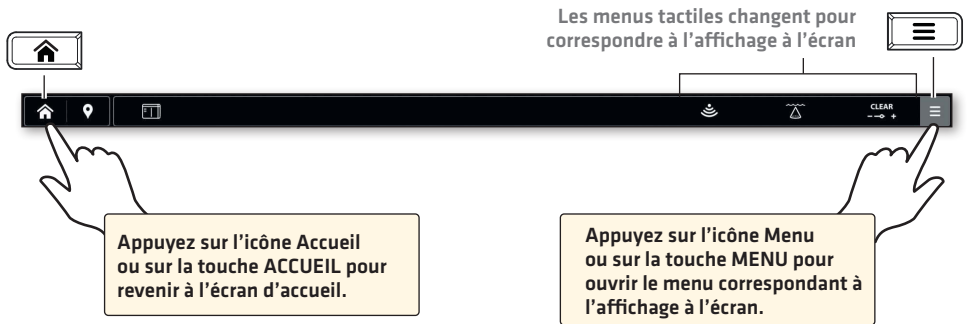 Les menus tactiles changent pour
correspondre à l'affichage à l'écran
CLEAR
Appuyez sur l'icône Accueil
ou sur la touche ACCUEIL pour
revenir à l'écran d'accueil.
Appuyez sur l'icône Menu
ou sur la touche MENU pour
ouvrir le menu correspondant à
l'affichage à l'écran.